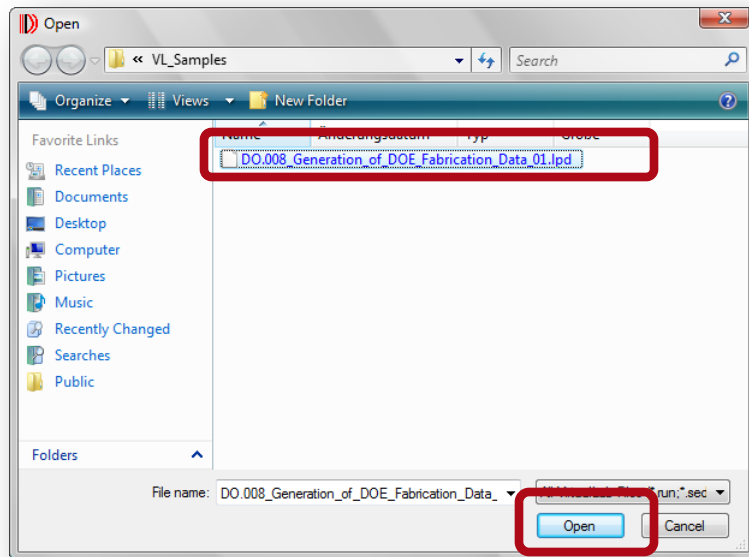 Open
« VL_Samples
Search
Organize Views New Folder
Favorite Links
Name Änderungsdatum Typ Größe
DO.008_Generation_of_DOE_Fabrication_Data_01.lpd
Recent Places
Documents
Desktop
Computer
Pictures
Music
Recently Changed
Searches
Public
Folders
File name: DO.008_Generation_of_DOE_Fabrication_Data_
Open Cancel